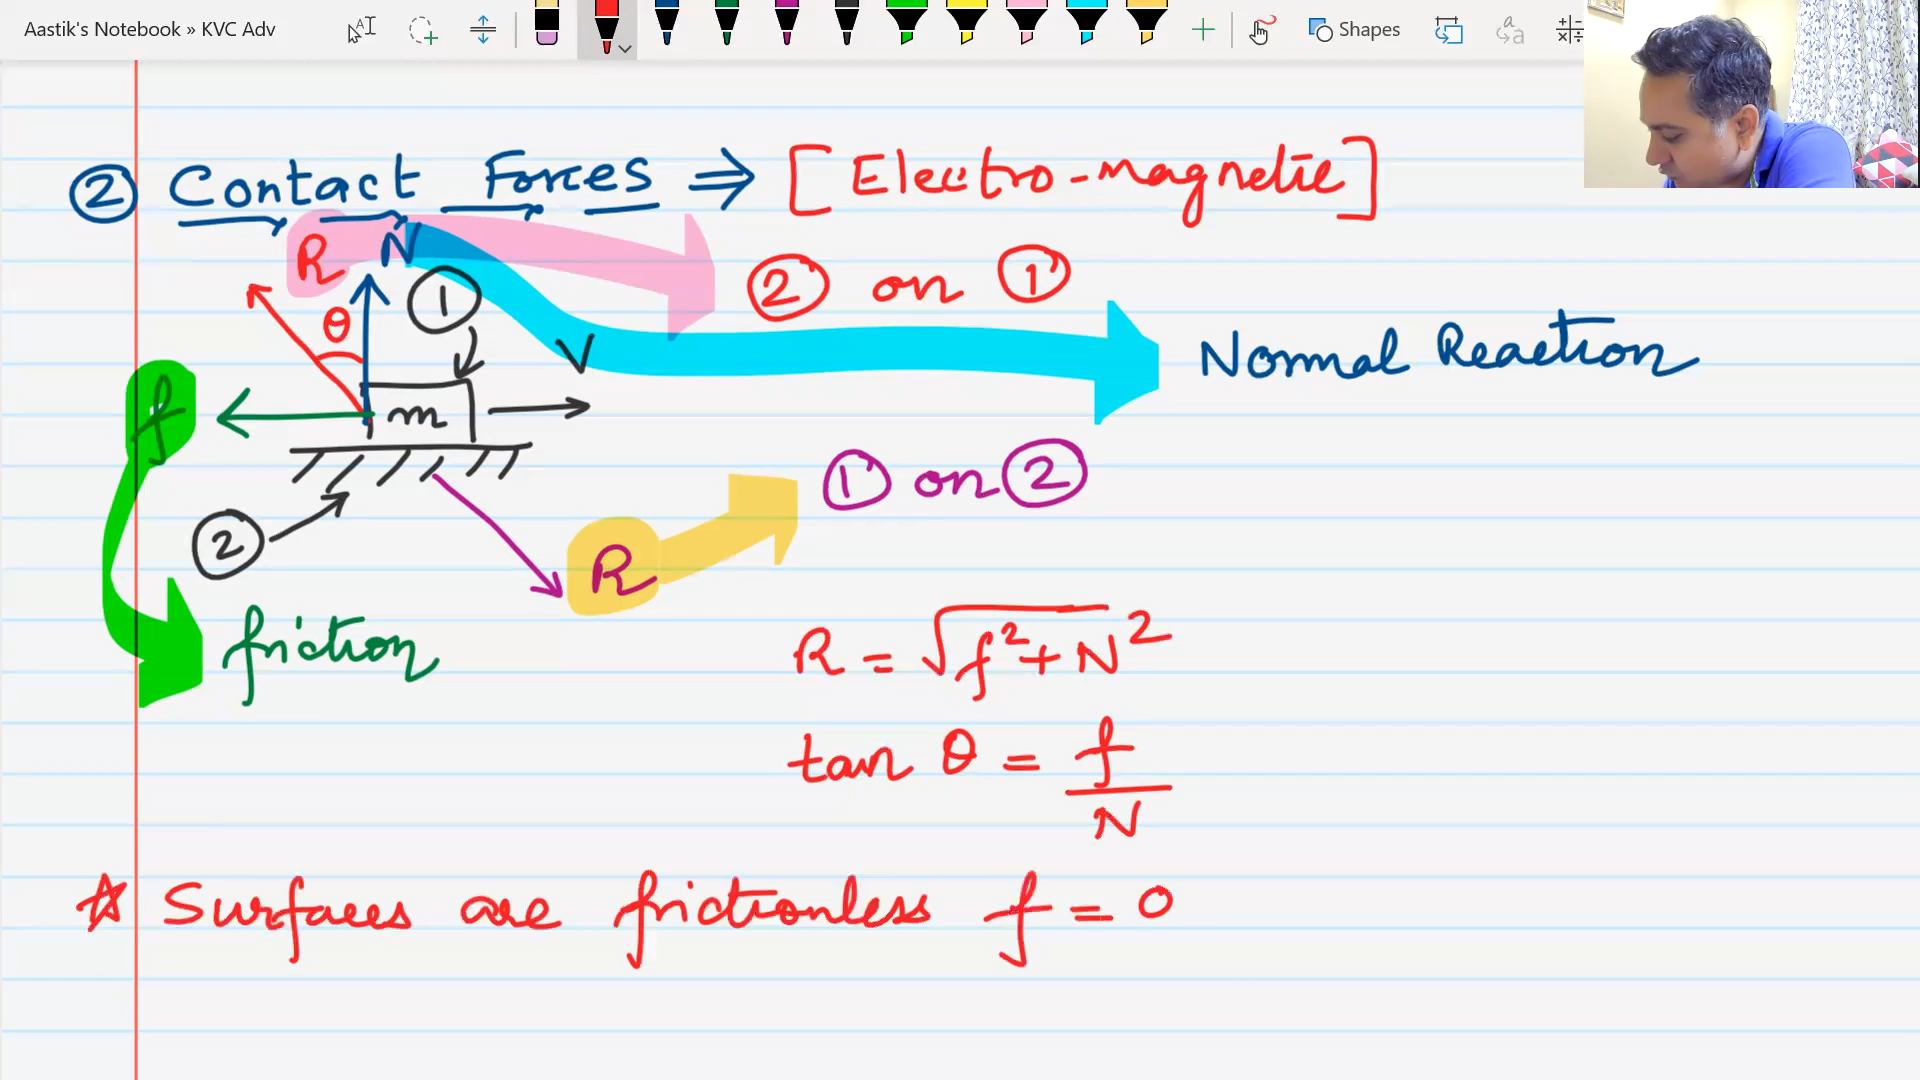 Aastik's Notebook » KVC Adv
Shapes
② Contact Forces ⇒ [Electro-magnetic]
R N
② on ①
θ ①
V
Normal Reaction
f
m
① on ②
②
R
friction
R = √f²+N²
tan θ = f/N
☆ Surfaces are frictionless f = 0